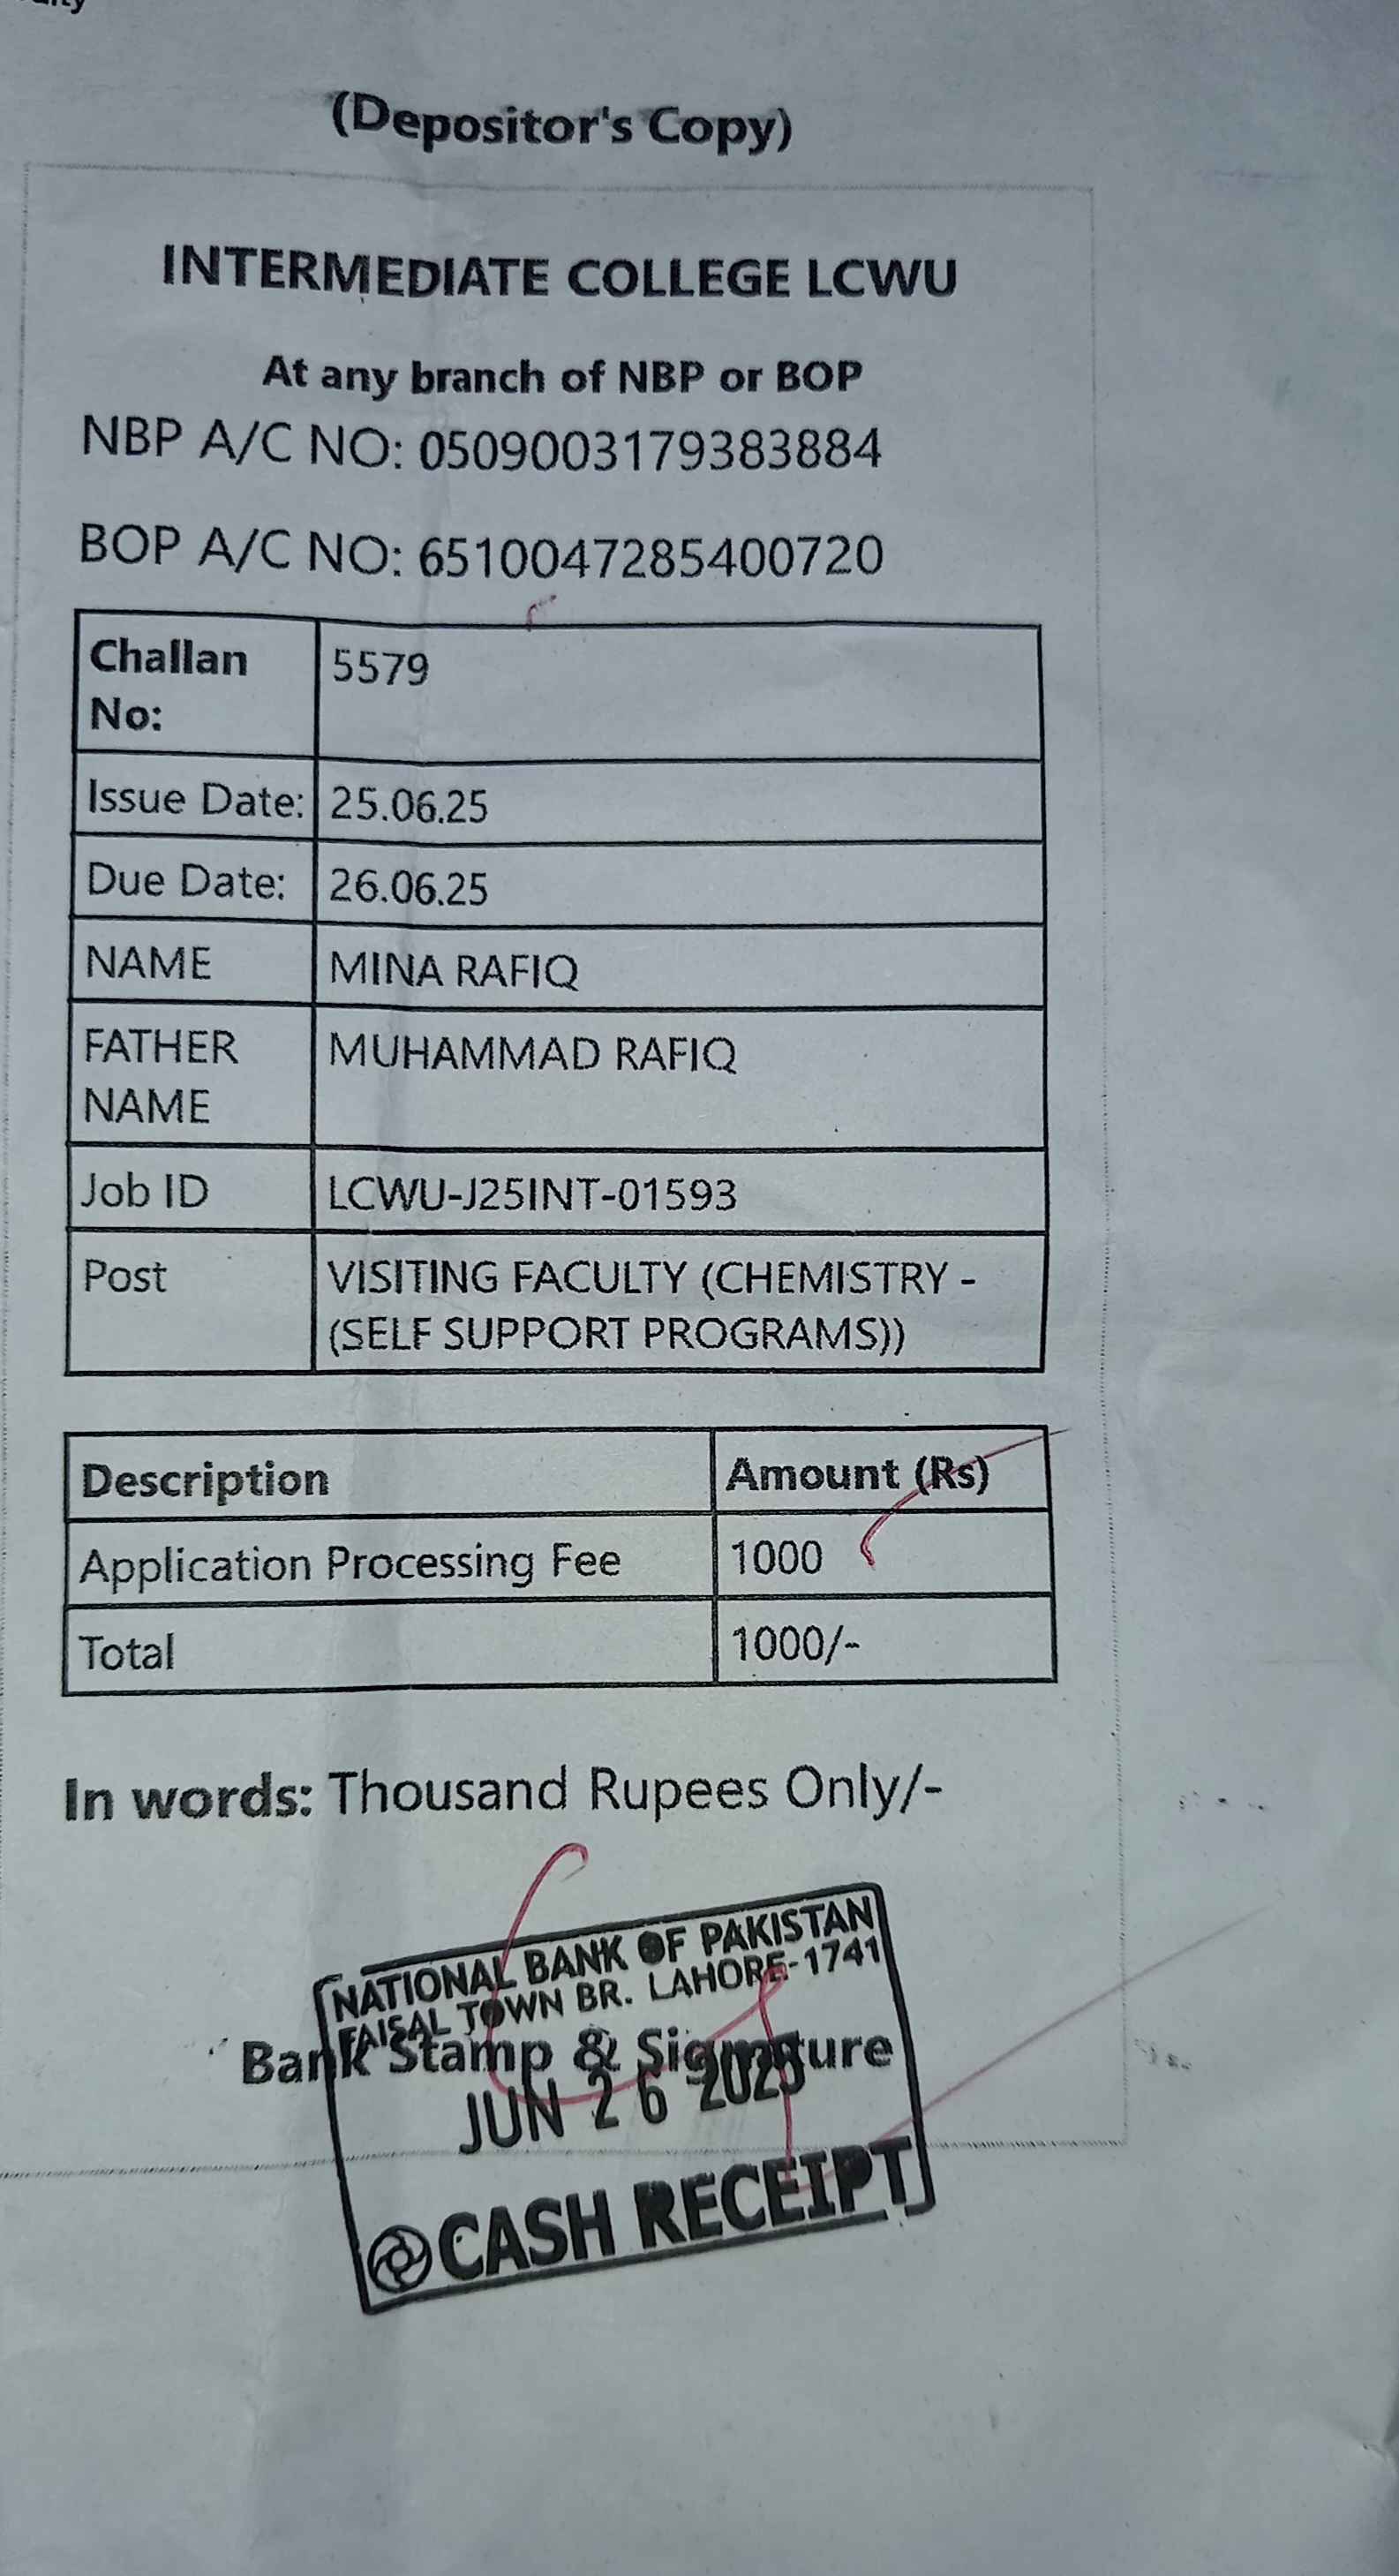 (Depositor's Copy)
INTERMEDIATE COLLEGE LCWU
At any branch of NBP or BOP
NBP A/C NO: 0509003179383884
BOP A/C NO: 6510047285400720
Challan No: 5579
Issue Date: 25.06.25
Due Date: 26.06.25
NAME MINA RAFIQ
FATHER NAME MUHAMMAD RAFIQ
Job ID LCWU-J25INT-01593
Post VISITING FACULTY (CHEMISTRY -
(SELF SUPPORT PROGRAMS))
Description Amount (Rs)
Application Processing Fee 1000
Total 1000/-
In words: Thousand Rupees Only/-
NATIONAL BANK OF PAKISTAN
FAISAL TOWN BR. LAHORE-1741
Bank Stamp & Signature
JUN 26 2025
CASH RECEIPT